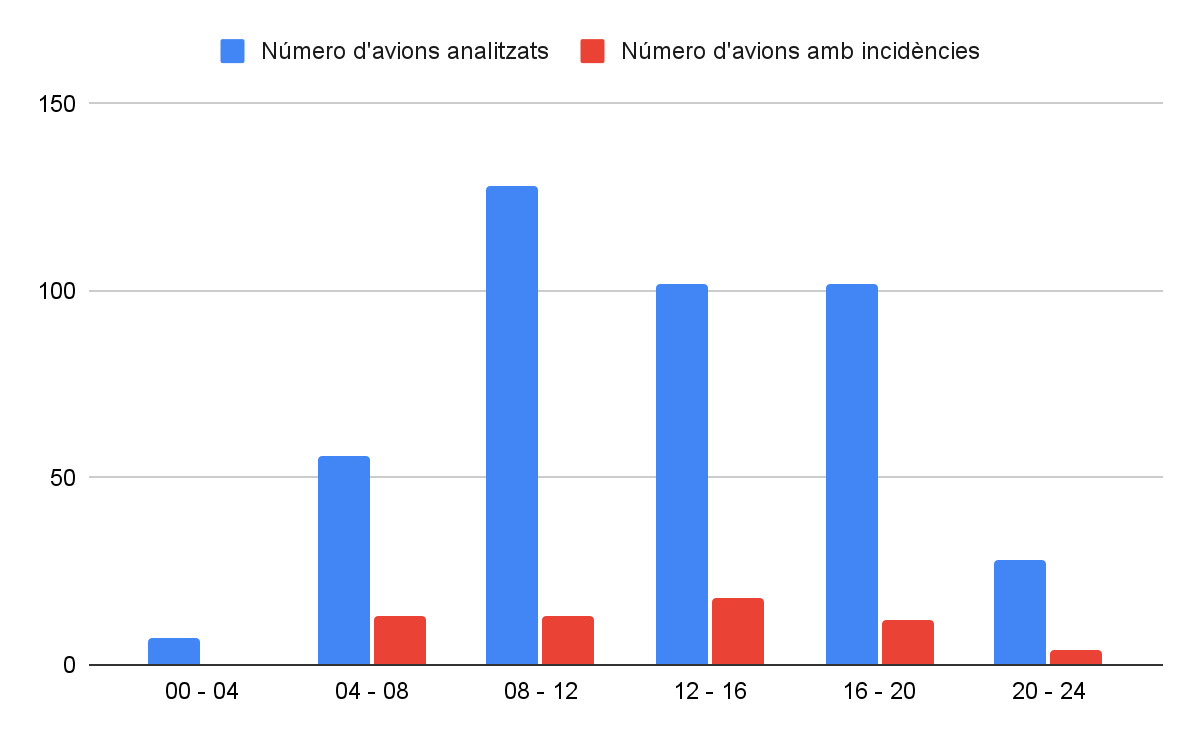 Número d'avions analitzats Número d'avions amb incidències
150
100
50
0
00 - 04 04 - 08 08 - 12 12 - 16 16 - 20 20 - 24